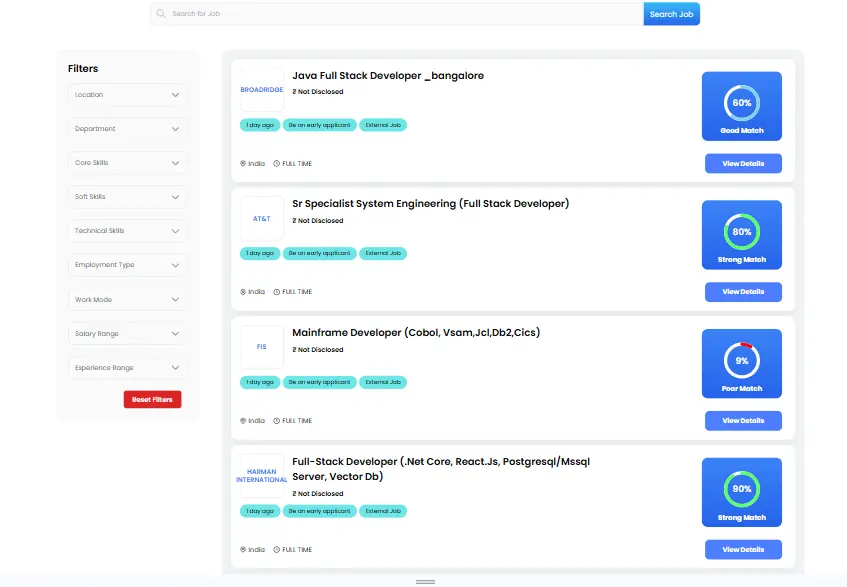 Search for Job
Search Job
Filters
Location
Department
Core Skills
Soft Skills
Technical Skills
Employment Type
Work Mode
Salary Range
Experience Range
Reset Filters
BROADRIDGE
Java Full Stack Developer _bangalore
₹ Not Disclosed
1 day ago
Be an early applicant
External Job
India
FULL TIME
60%
Good Match
View Details
AT&T
Sr Specialist System Engineering (Full Stack Developer)
₹ Not Disclosed
1 day ago
Be an early applicant
External Job
India
FULL TIME
80%
Strong Match
View Details
FIS
Mainframe Developer (Cobol, Vsam,Jcl,Db2,Cics)
₹ Not Disclosed
1 day ago
Be an early applicant
External Job
India
FULL TIME
9%
Poor Match
View Details
HARMAN
INTERNATIONAL
Full-Stack Developer (.Net Core, React.Js, Postgresql/Mssql
Server, Vector Db)
₹ Not Disclosed
1 day ago
Be an early applicant
External Job
India
FULL TIME
90%
Strong Match
View Details